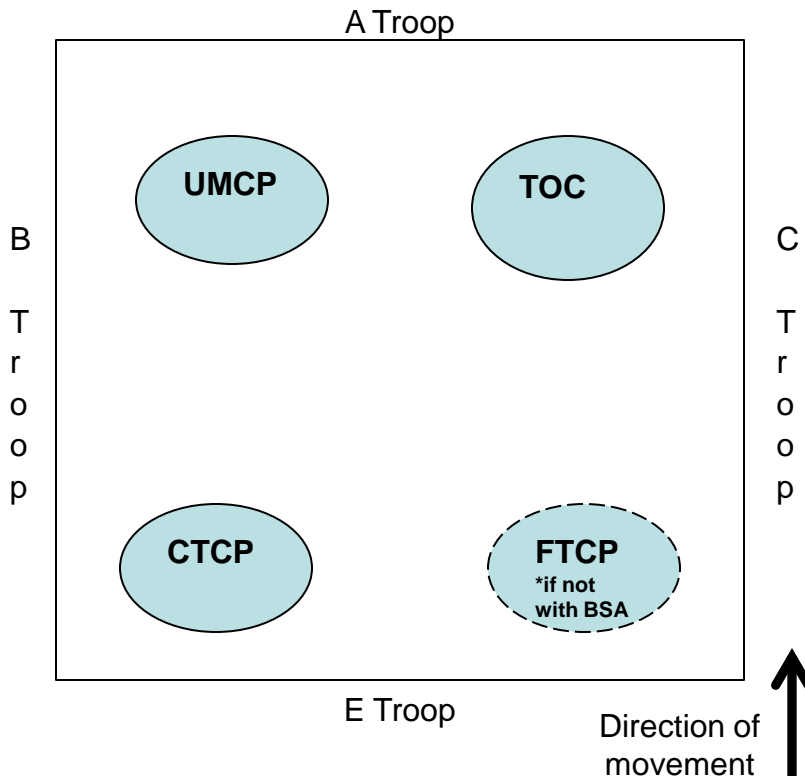 A Troop
UMCP
TOC
B
T
r
o
o
p
C
T
r
o
o
p
CTCP
FTCP
*if not
with BSA
E Troop
Direction of
movement